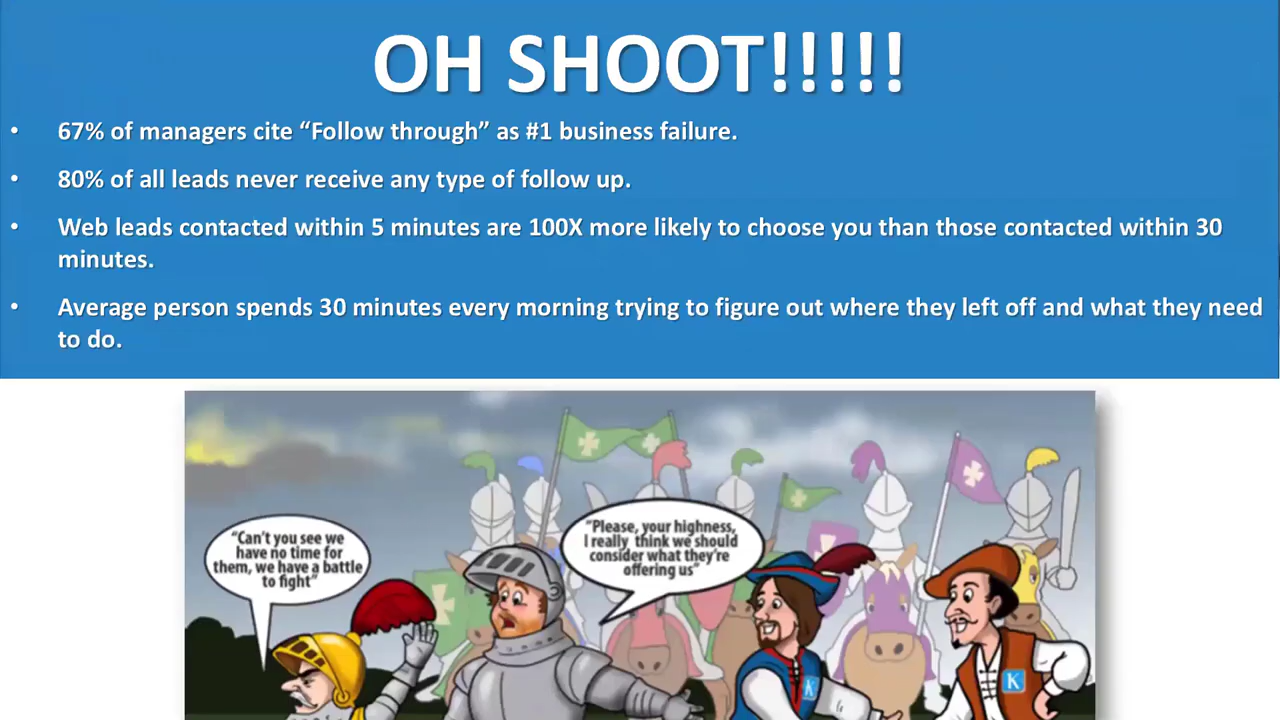 OH SHOOT!!!!!
• 67% of managers cite “Follow through” as #1 business failure.
• 80% of all leads never receive any type of follow up.
• Web leads contacted within 5 minutes are 100X more likely to choose you than those contacted within 30
minutes.
• Average person spends 30 minutes every morning trying to figure out where they left off and what they need
to do.
“Can’t you see we
have no time for
them, we have a battle
to fight”
“Please, your highness,
I really think we should
consider what they’re
offering us”
K
K